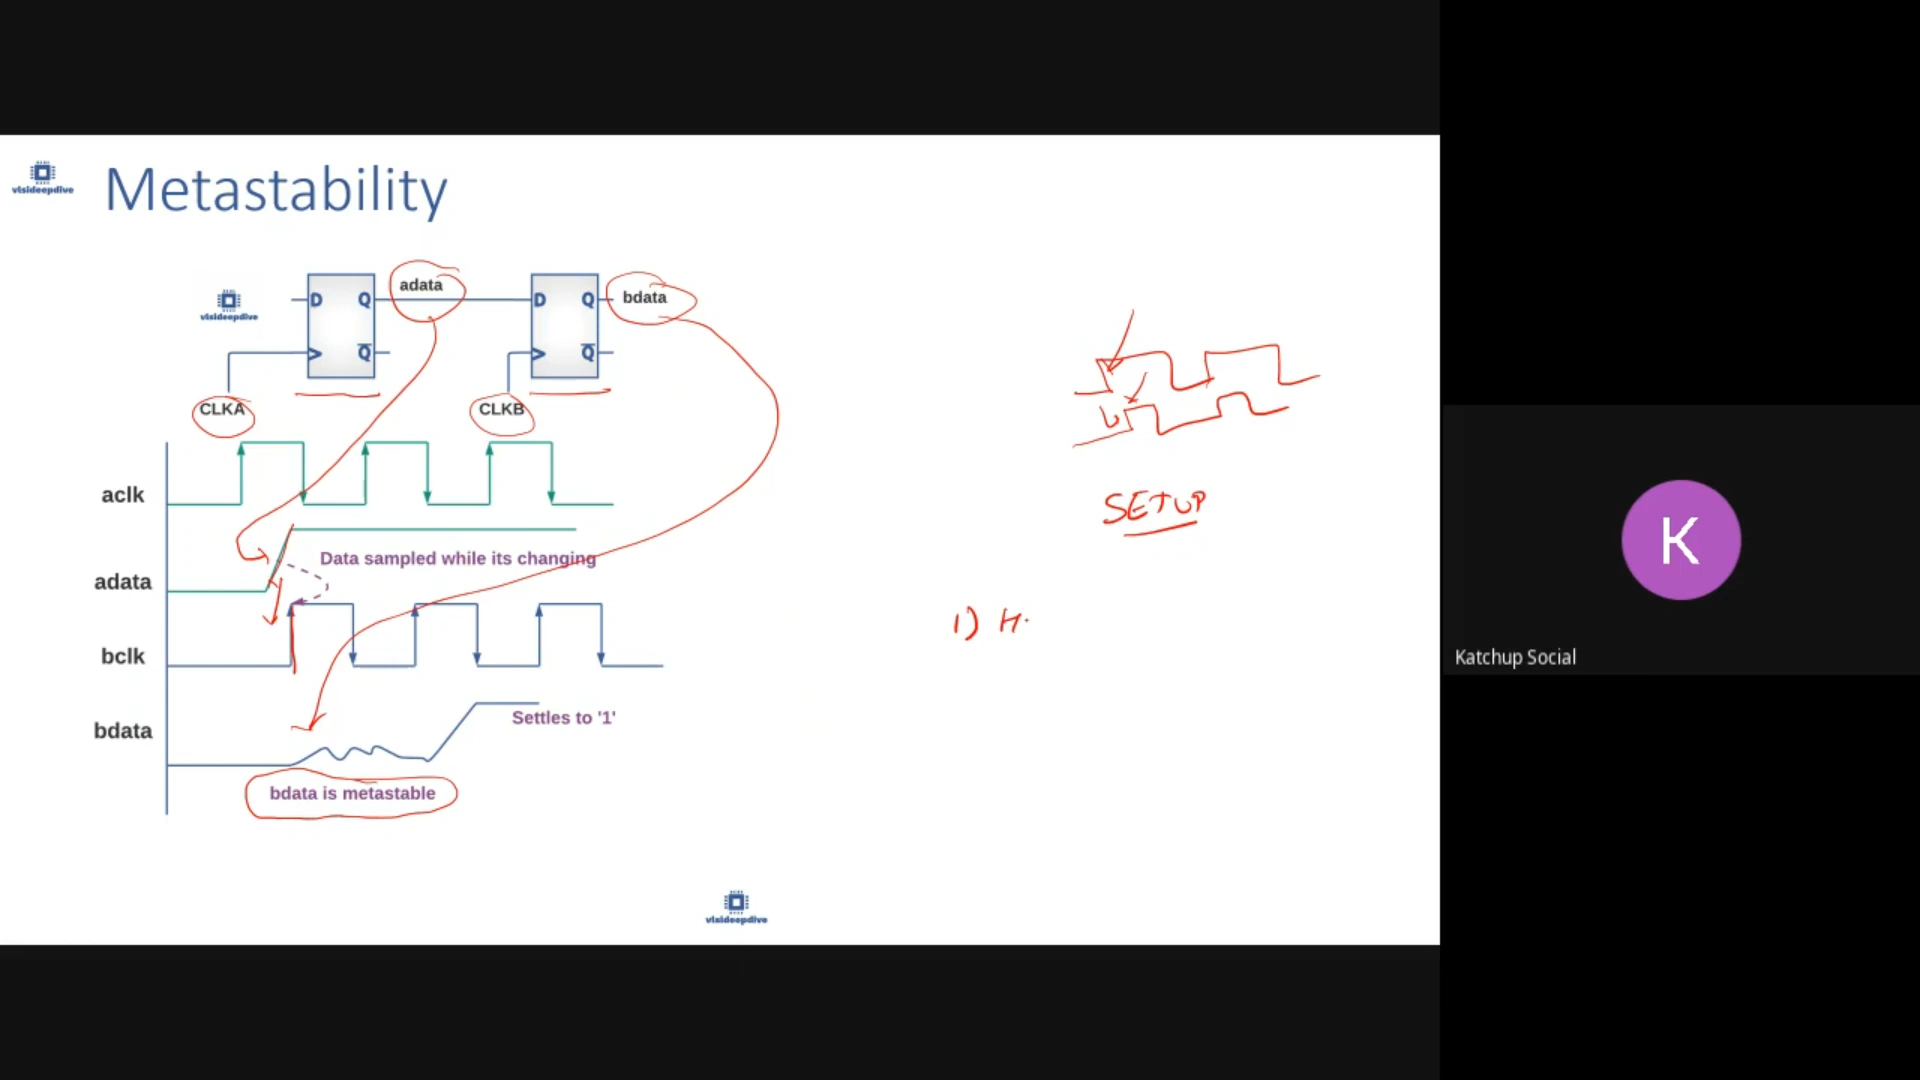 vlsideepdive
Metastability
D Q adata D Q bdata
vlsideepdive
> Q > Q
CLKA CLKB
aclk
SETUP
Data sampled while its changing
adata
1) H
bclk
Katchup Social
K
bdata
Settles to '1'
bdata is metastable
vlsideepdive